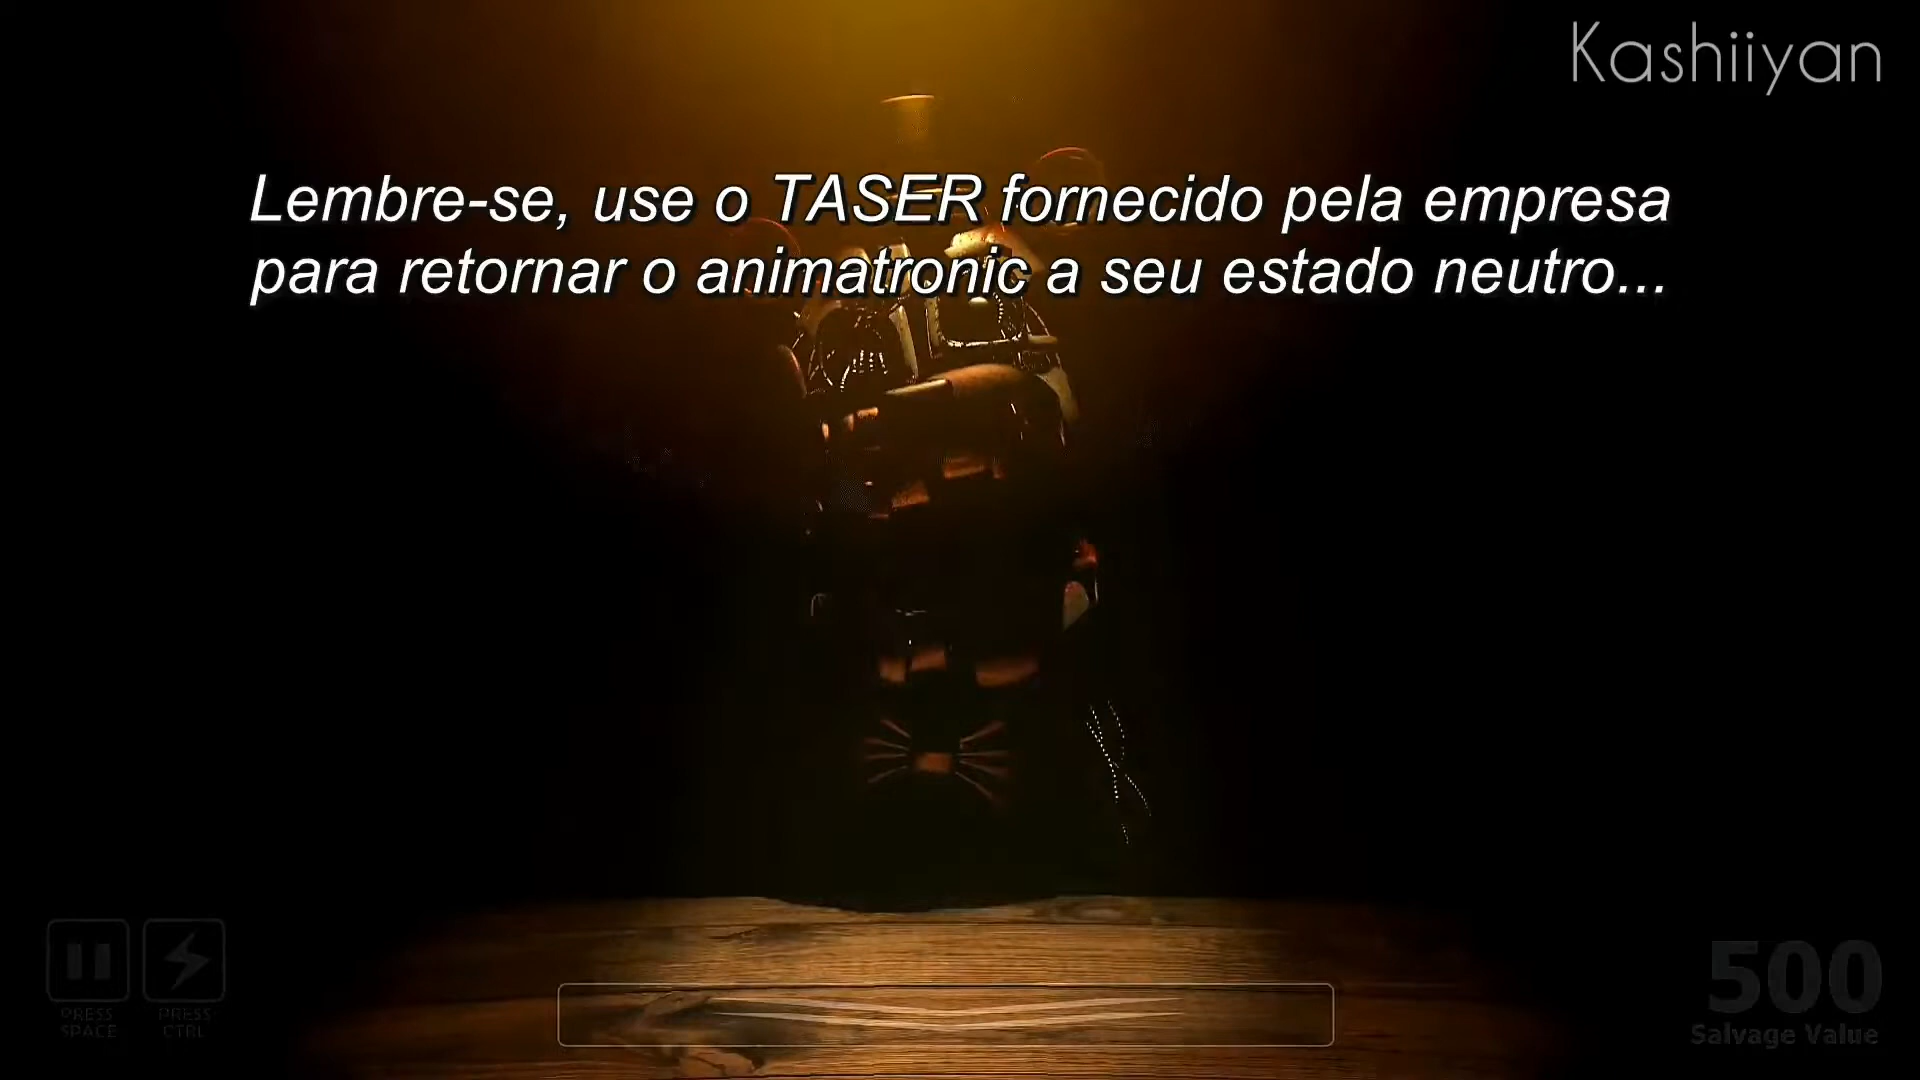 Kashiiyan
Lembre-se, use o TASER fornecido pela empresa
para retornar o animatronic a seu estado neutro...
PRESS
SPACE
PRESS
CTRL
500
Salvage Value